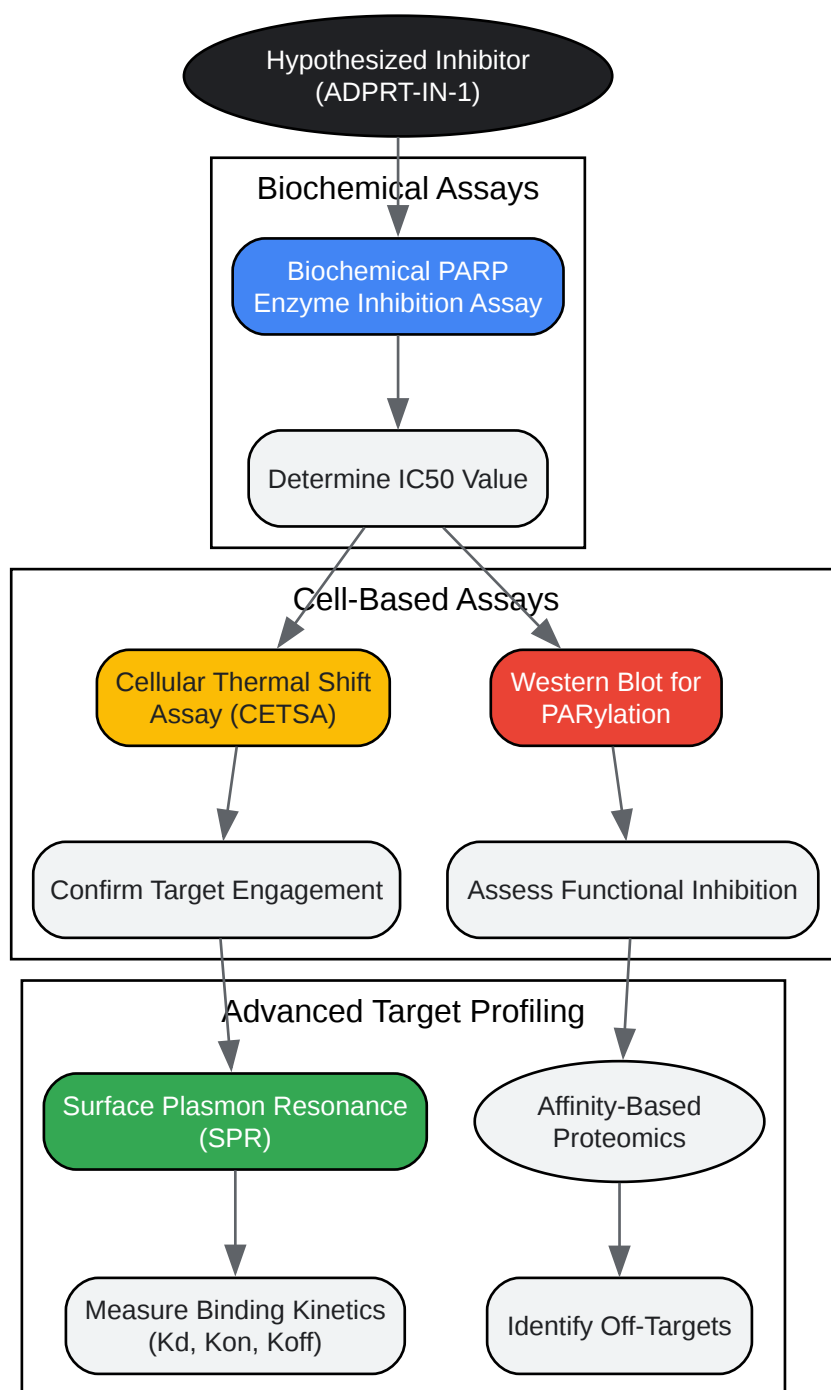 Hypothesized Inhibitor
(ADPRT-IN-1)
Biochemical Assays
Biochemical PARP
Enzyme Inhibition Assay
Determine IC50 Value
Cell-Based Assays
Cellular Thermal Shift
Assay (CETSA)
Western Blot for
PARylation
Confirm Target Engagement
Assess Functional Inhibition
Advanced Target Profiling
Surface Plasmon Resonance
(SPR)
Affinity-Based
Proteomics
Measure Binding Kinetics
(Kd, Kon, Koff)
Identify Off-Targets